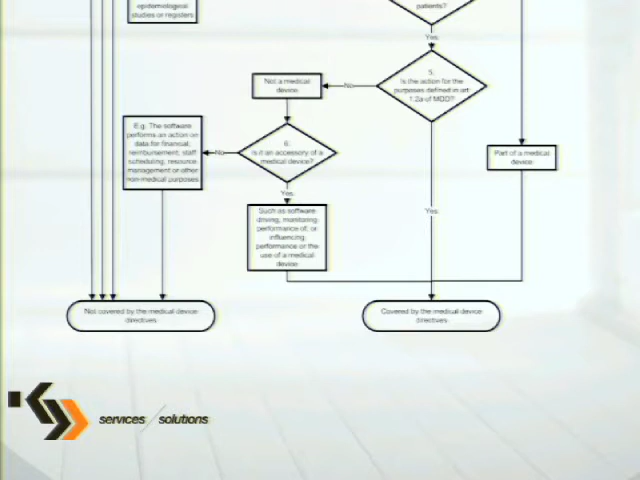 epidemiological
studies or registers
patients?
Yes
5.
Is the action for the
purposes defined in art
1.2a of MDD?
No
Not a medical
device
E.g. The software
performs an action on
data for financial,
reimbursement, staff
scheduling, resource
management or other
non-medical purposes
No
6.
Is it an accessory of a
medical device?
Part of a medical
device
Yes
Such as software
driving, monitoring
performance of, or
influencing
performance or the
use of a medical
device
Yes
Not covered by the medical device
directives
Covered by the medical device
directives
services / solutions